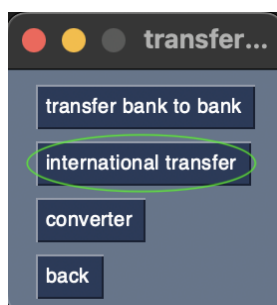 transfer...
transfer bank to bank
international transfer
converter
back